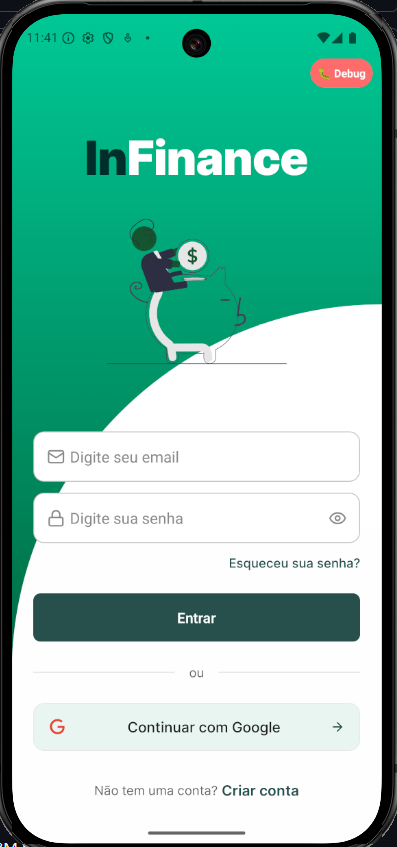 11:41
Debug
InFinance
$
Digite seu email
Digite sua senha
Esqueceu sua senha?
Entrar
ou
Continuar com Google
Não tem uma conta? Criar conta